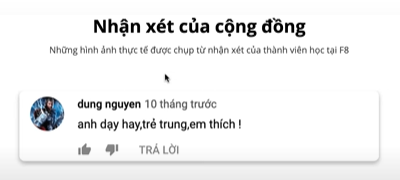 Nhận xét của cộng đồng
Những hình ảnh thực tế được chụp từ nhận xét của thành viên học tại F8
dung nguyen 10 tháng trước
anh dạy hay,trẻ trung,em thích !
TRẢ LỜI